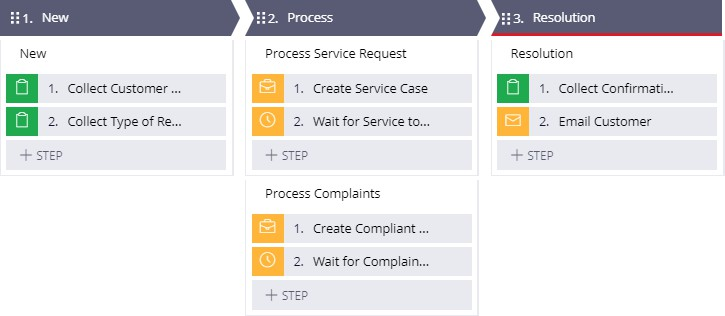 1. New
2. Process
3. Resolution
New
1. Collect Customer ...
2. Collect Type of Re...
+ STEP
Process Service Request
1. Create Service Case
2. Wait for Service to...
+ STEP
Process Complaints
1. Create Compliant ...
2. Wait for Complain...
+ STEP
Resolution
1. Collect Confirmati...
2. Email Customer
+ STEP